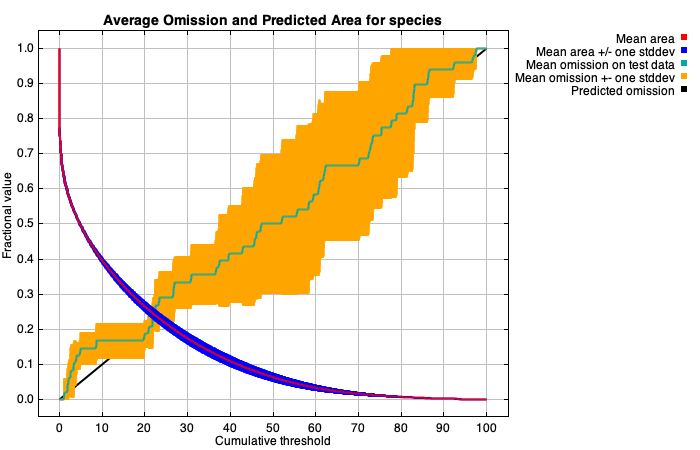 Average Omission and Predicted Area for species
Mean area
Mean area +/- one stddev
Mean omission on test data
Mean omission +- one stddev
Predicted omission
Fractional value
1.0
0.9
0.8
0.7
0.6
0.5
0.4
0.3
0.2
0.1
0.0
0 10 20 30 40 50 60 70 80 90 100
Cumulative threshold